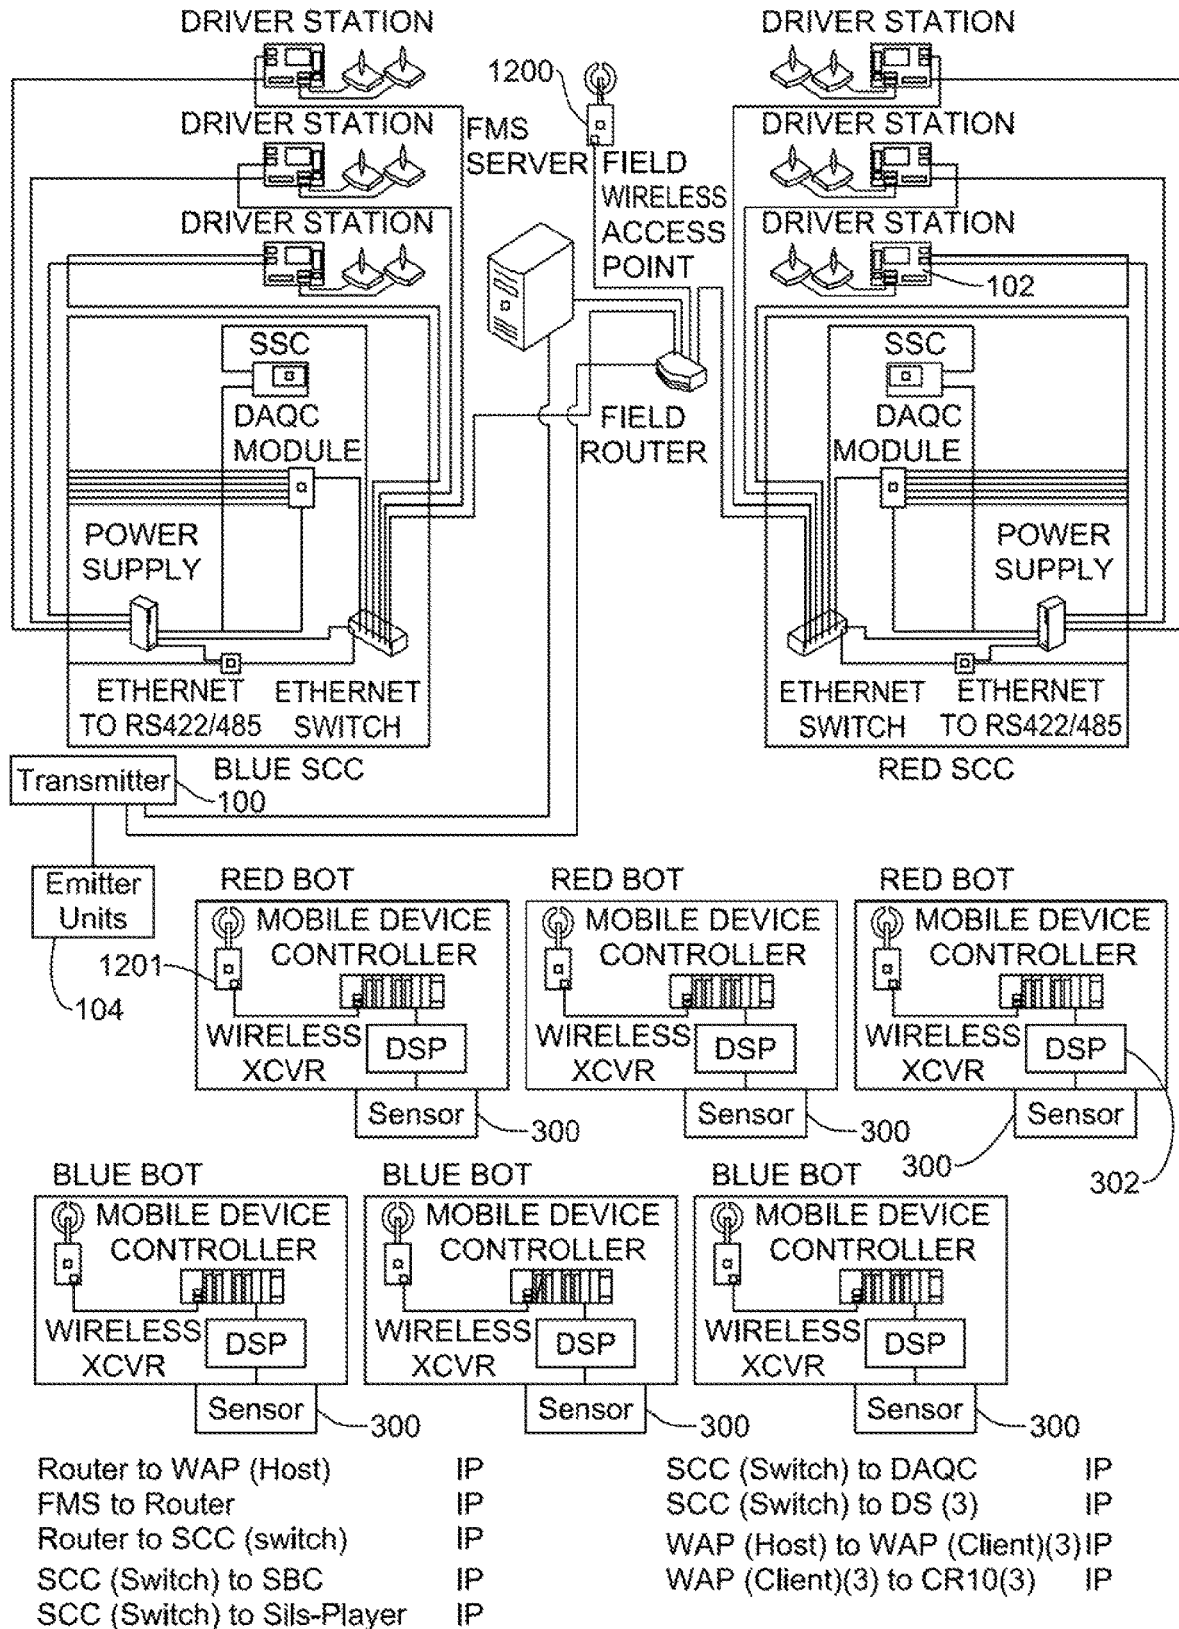 DRIVER STATION
DRIVER STATION
1200
DRIVER STATION
FMS
SERVER
FIELD
WIRELESS
ACCESS
POINT
DRIVER STATION
DRIVER STATION
DRIVER STATION
102
SSC
DAQC
MODULE
POWER
SUPPLY
ETHERNET
TO RS422/485
ETHERNET
SWITCH
BLUE SCC
FIELD
ROUTER
SSC
DAQC
MODULE
POWER
SUPPLY
ETHERNET
SWITCH
ETHERNET
TO RS422/485
RED SCC
Transmitter
100
Emitter
Units
104
RED BOT
MOBILE DEVICE
CONTROLLER
1201
WIRELESS
XCVR
DSP
Sensor
300
RED BOT
MOBILE DEVICE
CONTROLLER
WIRELESS
XCVR
DSP
Sensor
300
RED BOT
MOBILE DEVICE
CONTROLLER
WIRELESS
XCVR
DSP
Sensor
300
302
BLUE BOT
MOBILE DEVICE
CONTROLLER
WIRELESS
XCVR
DSP
Sensor
300
BLUE BOT
MOBILE DEVICE
CONTROLLER
WIRELESS
XCVR
DSP
Sensor
300
BLUE BOT
MOBILE DEVICE
CONTROLLER
WIRELESS
XCVR
DSP
Sensor
300
Router to WAP (Host) IP
FMS to Router IP
Router to SCC (switch) IP
SCC (Switch) to SBC IP
SCC (Switch) to Sils-Player IP
SCC (Switch) to DAQC IP
SCC (Switch) to DS (3) IP
WAP (Host) to WAP (Client)(3) IP
WAP (Client)(3) to CR10(3) IP